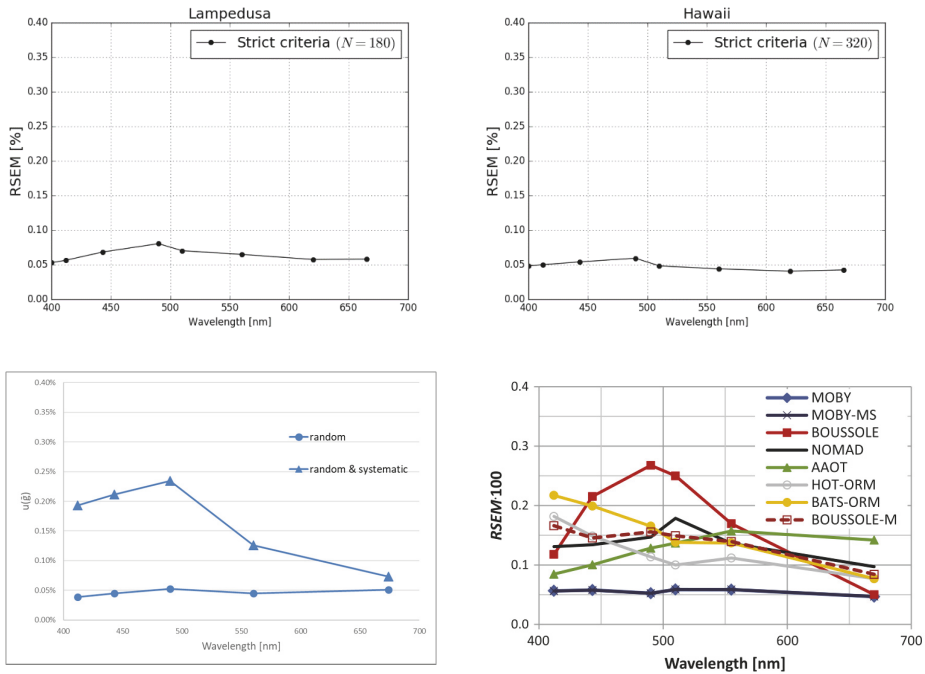 Lampedusa
0.40
0.35
0.30
0.25
0.20
0.15
0.10
0.05
0.00
RSEM [%]
Strict criteria (N = 180)
400 450 500 550 600 650 700
Wavelength [nm]
Hawaii
0.40
0.35
0.30
0.25
0.20
0.15
0.10
0.05
0.00
RSEM [%]
Strict criteria (N = 320)
400 450 500 550 600 650 700
Wavelength [nm]
0.40%
0.35%
0.30%
0.25%
0.20%
0.15%
0.10%
0.05%
0.00%
u(g̅)
random
random & systematic
400 450 500 550 600 650 700
Wavelength [nm]
0.4
0.3
0.2
0.1
0.0
RSEM·100
MOBY
MOBY-MS
BOUSSOLE
NOMAD
AAOT
HOT-ORM
BATS-ORM
BOUSSOLE-M
400 500 600 700
Wavelength [nm]